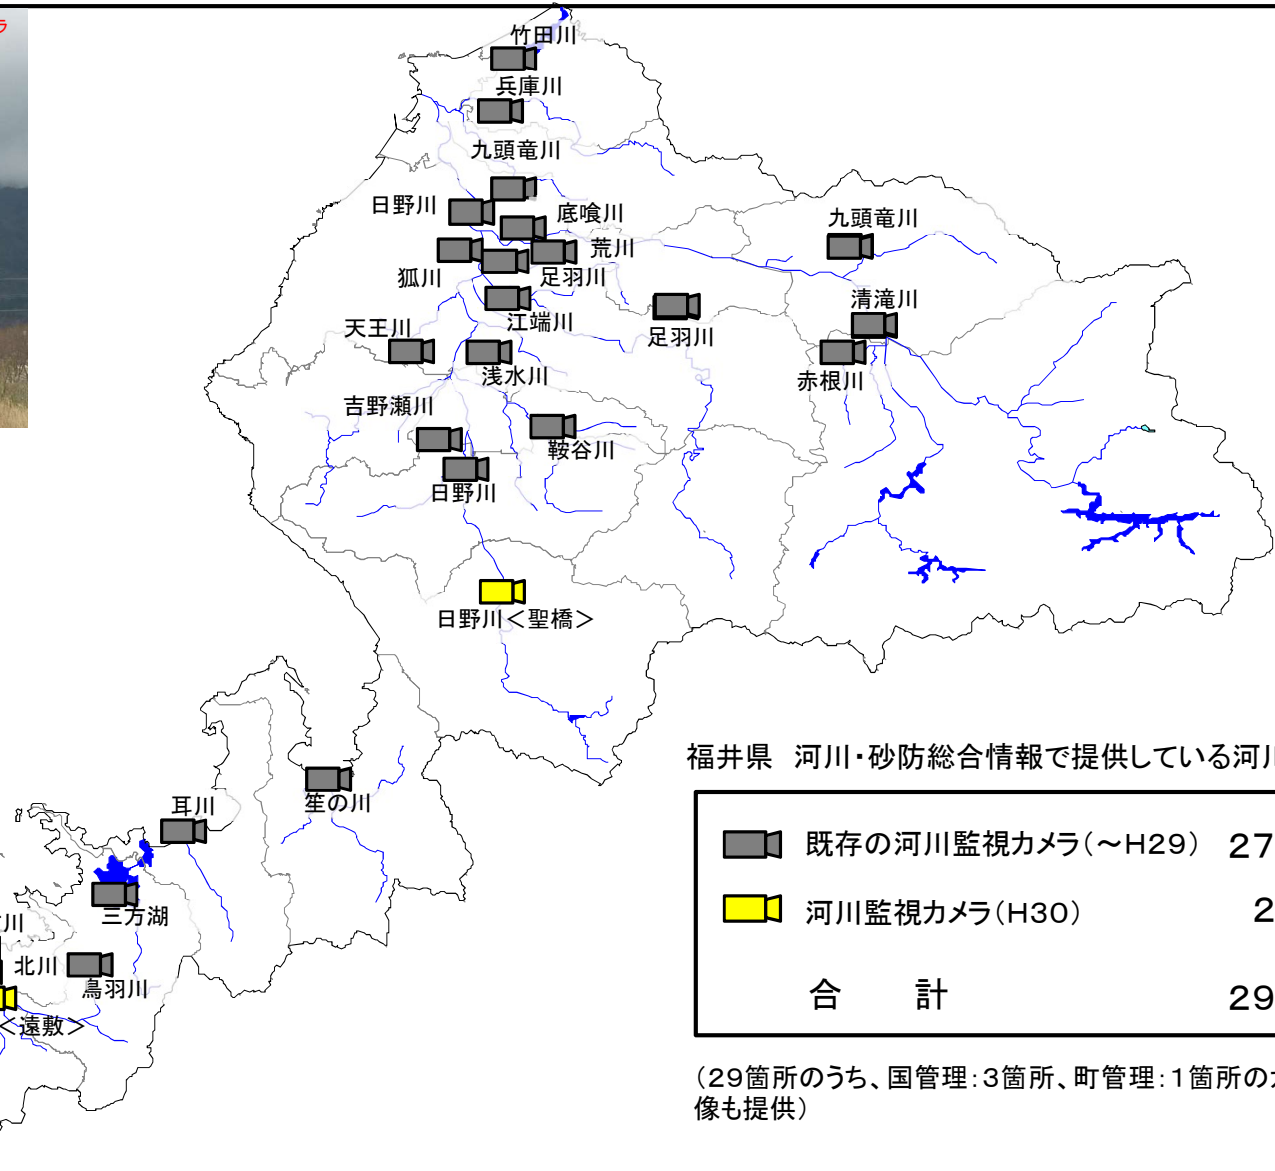 ラ
竹田川
兵庫川
九頭竜川
日野川
底喰川
九頭竜川
荒川
狐川
足羽川
清滝川
江端川
天王川
足羽川
浅水川
赤根川
吉野瀬川
鞍谷川
日野川
日野川＜聖橋＞
福井県　河川・砂防総合情報で提供している河川
笙の川
耳川
既存の河川監視カメラ（～H29）　27
三方湖
河川監視カメラ（H30）　2
川
北川
鳥羽川
合　計　29
＜遠敷＞
（29箇所のうち、国管理：3箇所、町管理：1箇所の
像も提供）